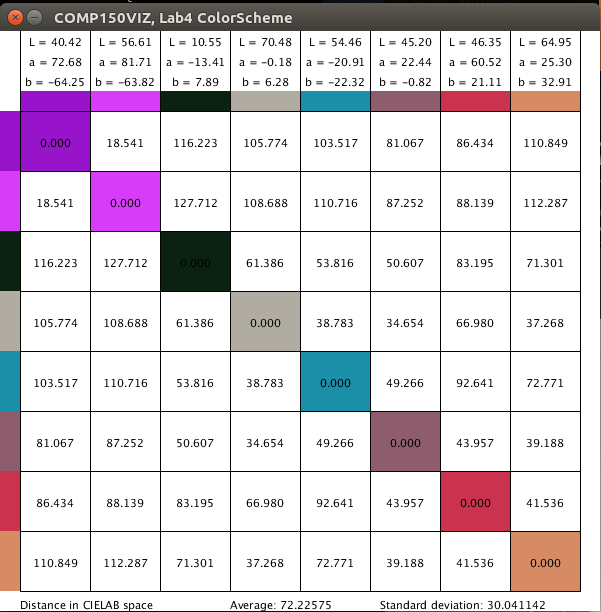 COMP150VIZ, Lab4 ColorScheme
L = 40.42 L = 56.61 L = 10.55 L = 70.48 L = 54.46 L = 45.20 L = 46.35 L = 64.95
a = 72.68 a = 81.71 a = −13.41 a = −0.18 a = −20.91 a = 22.44 a = 60.52 a = 25.30
b = −64.25 b = −63.82 b = 7.89 b = 6.28 b = −22.32 b = −0.82 b = 21.11 b = 32.91
0.000 18.541 116.223 105.774 103.517 81.067 86.434 110.849
18.541 0.000 127.712 108.688 110.716 87.252 88.139 112.287
116.223 127.712 0.000 61.386 53.816 50.607 83.195 71.301
105.774 108.688 61.386 0.000 38.783 34.654 66.980 37.268
103.517 110.716 53.816 38.783 0.000 49.266 92.641 72.771
81.067 87.252 50.607 34.654 49.266 0.000 43.957 39.188
86.434 88.139 83.195 66.980 92.641 43.957 0.000 41.536
110.849 112.287 71.301 37.268 72.771 39.188 41.536 0.000
Distance in CIELAB space Average: 72.22575 Standard deviation: 30.041142